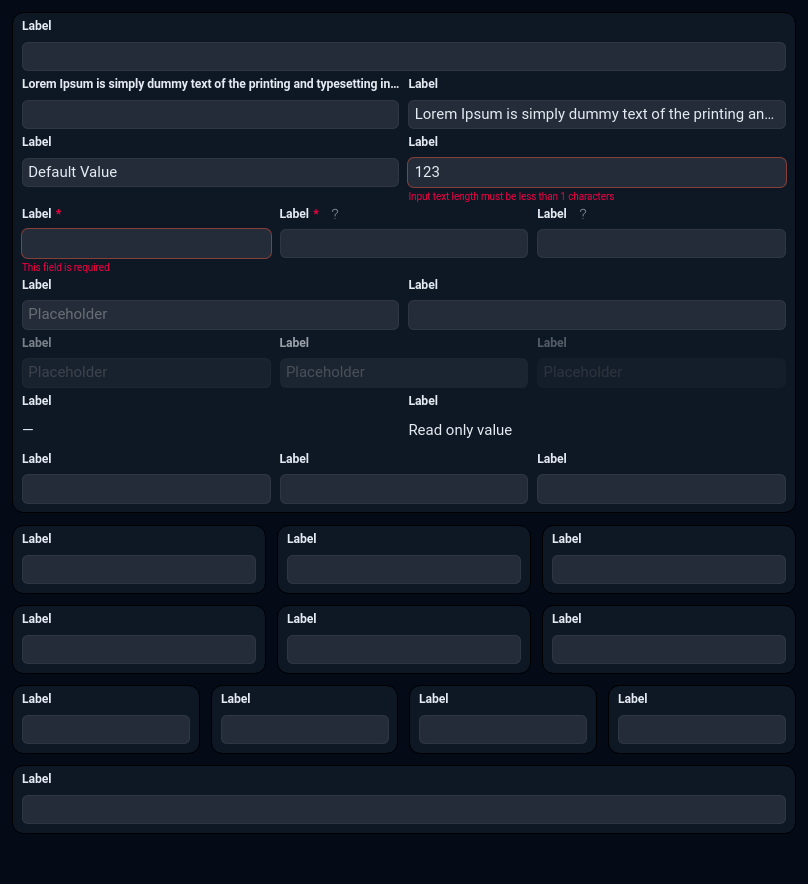 Label
Lorem Ipsum is simply dummy text of the printing and typesetting in... Label
Lorem Ipsum is simply dummy text of the printing an...
Label Label
Default Value 123
Input text length must be less than 1 characters
Label * Label * ? Label ?
This field is required
Label Label
Placeholder
Label Label Label
Placeholder Placeholder Placeholder
Label Label
— Read only value
Label Label Label
Label Label Label
Label Label Label
Label Label Label Label
Label